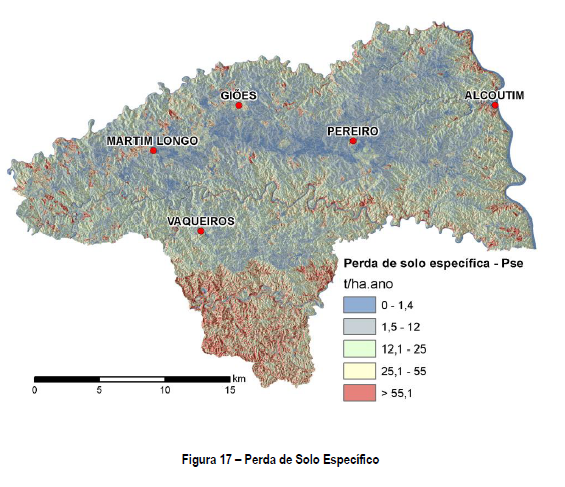 GIÕES
ALCOUTIM
PEREIRO
MARTIM LONGO
VAQUEIROS
Perda de solo específica - Pse
t/ha.ano
0 - 1,4
1,5 - 12
12,1 - 25
25,1 - 55
> 55,1
km
0 5 10 15
Figura 17 – Perda de Solo Específico